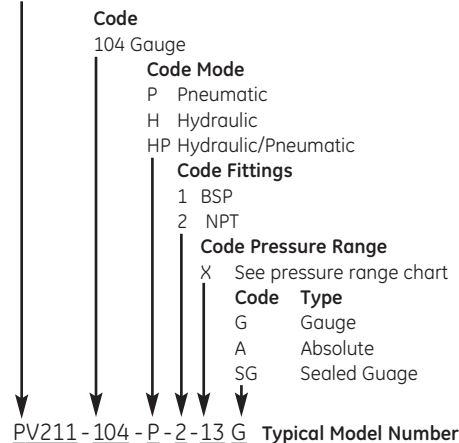 Code
104 Gauge
Code Mode
P Pneumatic
H Hydraulic
HP Hydraulic/Pneumatic
Code Fittings
1 BSP
2 NPT
Code Pressure Range
X See pressure range chart
Code Type
G Gauge
A Absolute
SG Sealed Guage
PV211 - 104 - P - 2 - 13 G Typical Model Number